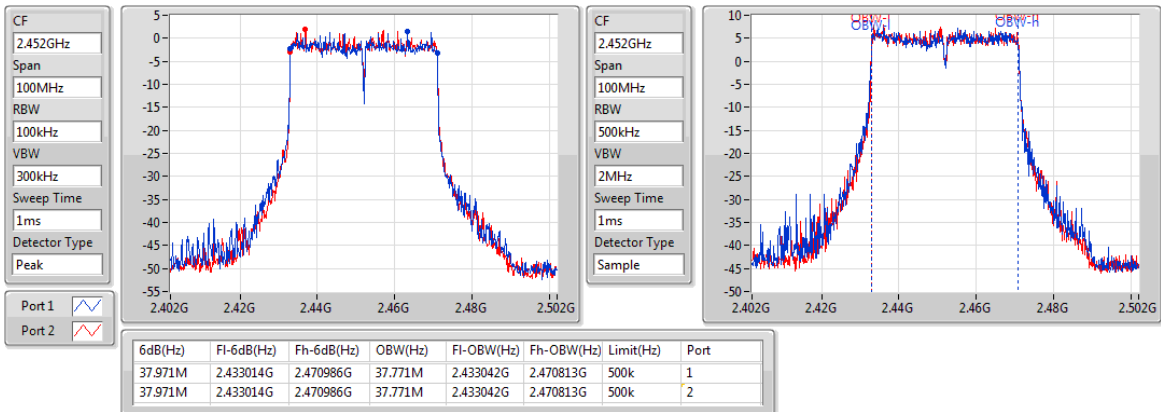 CF
2.452GHz
Span
100MHz
RBW
100kHz
VBW
300kHz
Sweep Time
1ms
Detector Type
Peak
Port 1
Port 2
5
0
-5
-10
-15
-20
-25
-30
-35
-40
-45
-50
-55
2.402G 2.42G 2.44G 2.46G 2.48G 2.502G
CF
2.452GHz
Span
100MHz
RBW
500kHz
VBW
2MHz
Sweep Time
1ms
Detector Type
Sample
10
5
0
-5
-10
-15
-20
-25
-30
-35
-40
-45
-50
OBW-l OBW-h
OBW-l OBW-h
2.402G 2.42G 2.44G 2.46G 2.48G 2.502G
6dB(Hz) Fl-6dB(Hz) Fh-6dB(Hz) OBW(Hz) Fl-OBW(Hz) Fh-OBW(Hz) Limit(Hz) Port
37.971M 2.433014G 2.470986G 37.771M 2.433042G 2.470813G 500k 1
37.971M 2.433014G 2.470986G 37.771M 2.433042G 2.470813G 500k 2